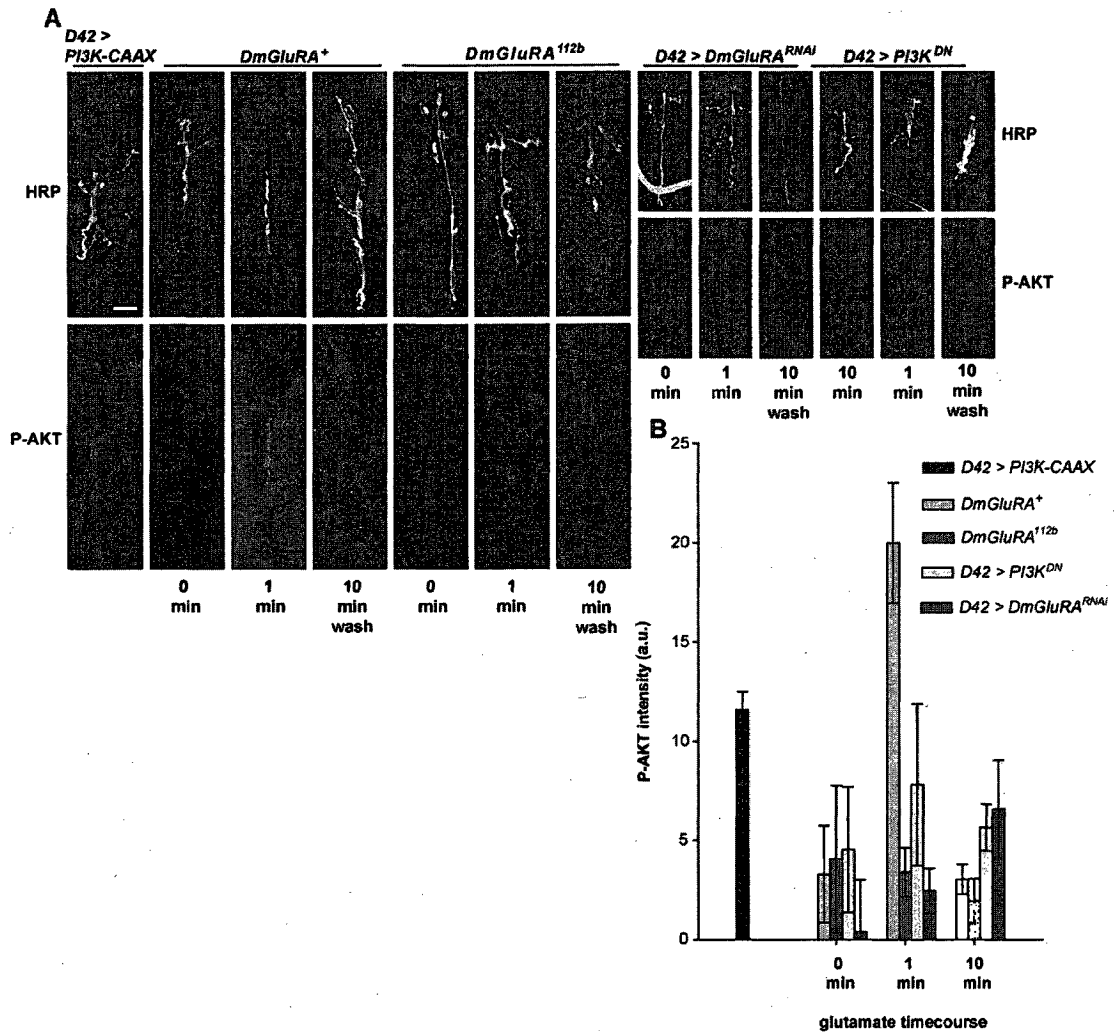 A
D42 >
PI3K-CAAX
DmGluRA+
DmGluRA112b
D42 > DmGluRARNAi
D42 > PI3KDN
HRP
HRP
P-AKT
P-AKT
0
min
1
min
10
min
wash
10
min
1
min
10
min
wash
0
min
1
min
10
min
wash
0
min
1
min
10
min
wash
B
25
20
15
10
5
0
P-AKT intensity (a.u.)
D42 > PI3K-CAAX
DmGluRA+
DmGluRA112b
D42 > PI3KDN
D42 > DmGluRARNAi
0
min
1
min
10
min
glutamate timecourse